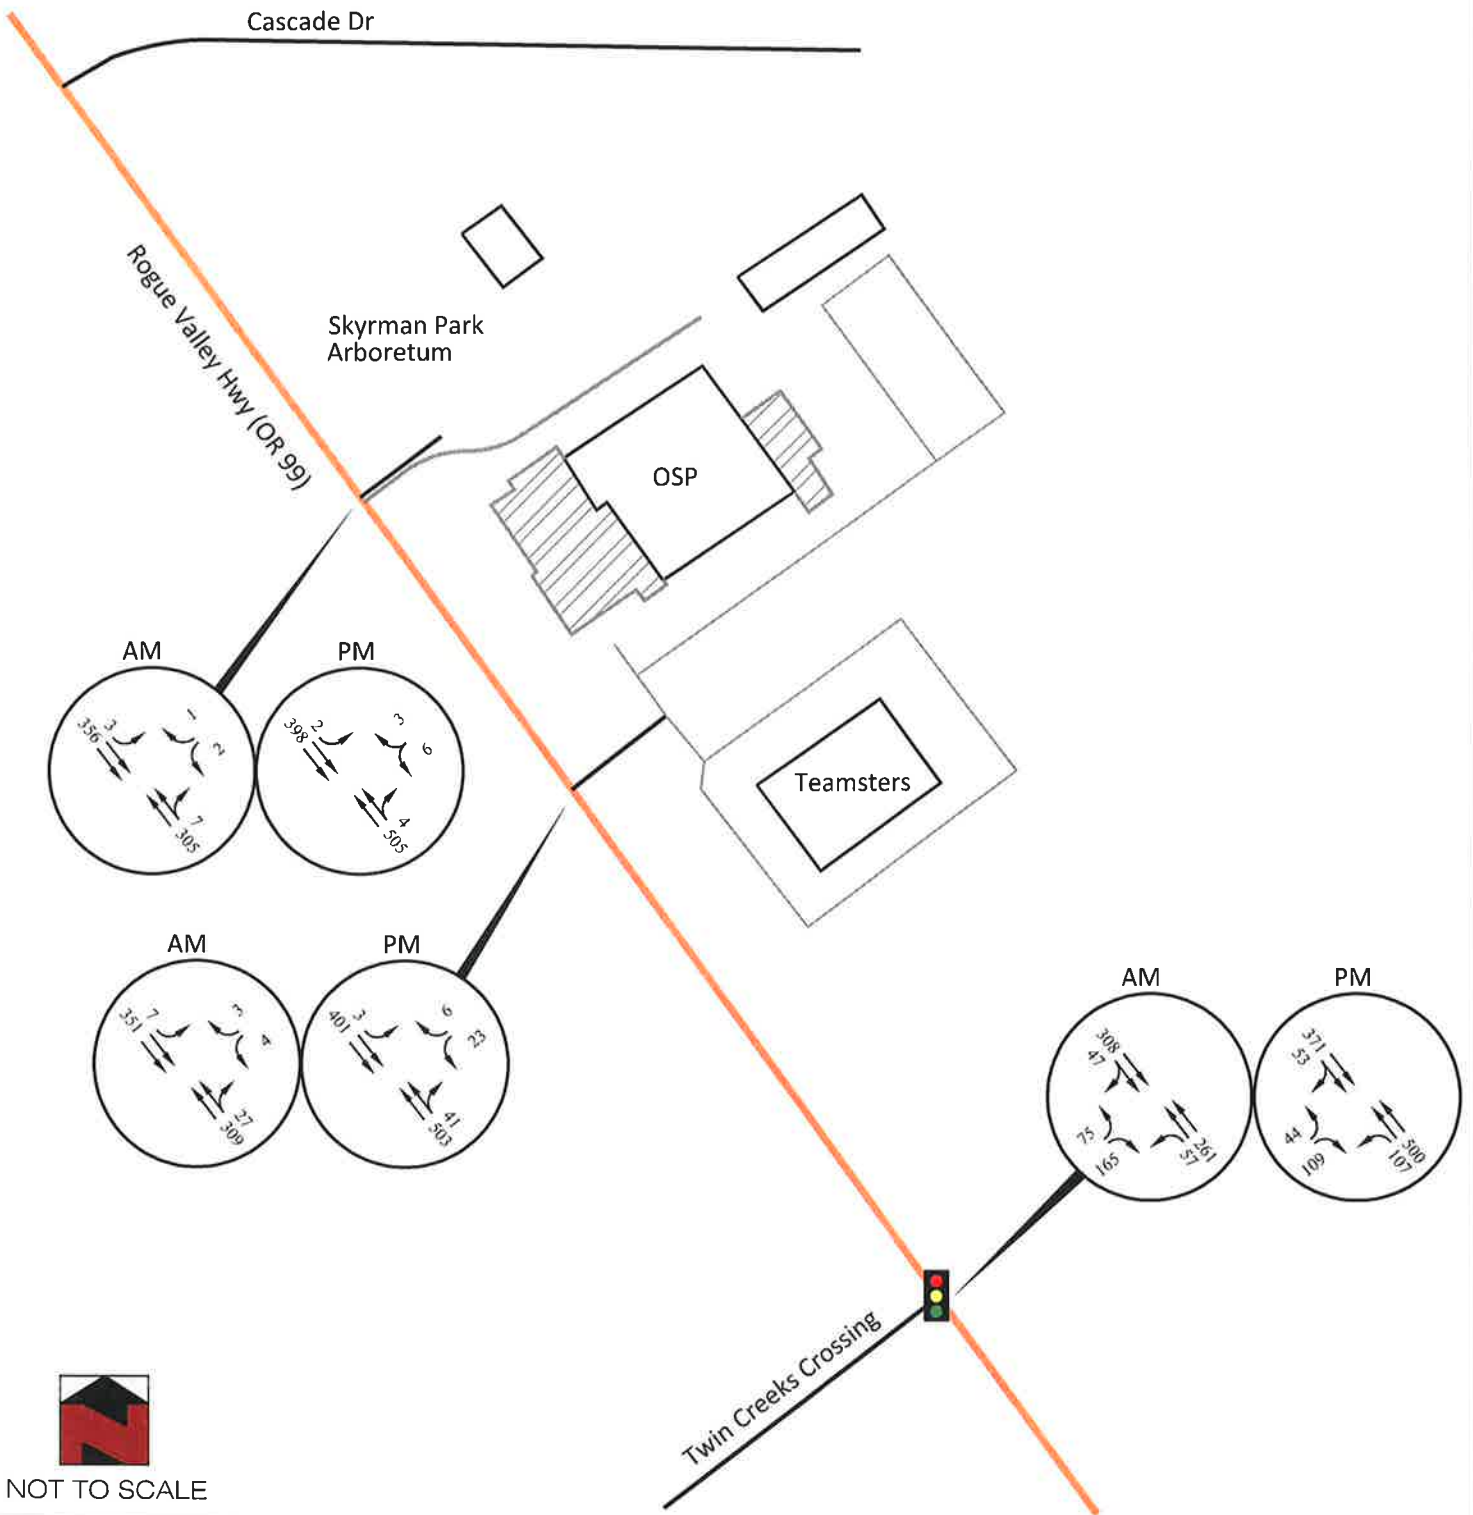 Cascade Dr
Rogue Valley Hwy (OR 99)
Skyrman Park
Arboretum
OSP
Teamsters
AM
PM
356
3
1
2
7
305
398
2
3
6
4
505
AM
PM
351
7
3
4
27
309
401
3
6
23
41
503
AM
PM
308
47
75
165
261
57
371
53
44
109
500
107
Twin Creeks Crossing
N
NOT TO SCALE